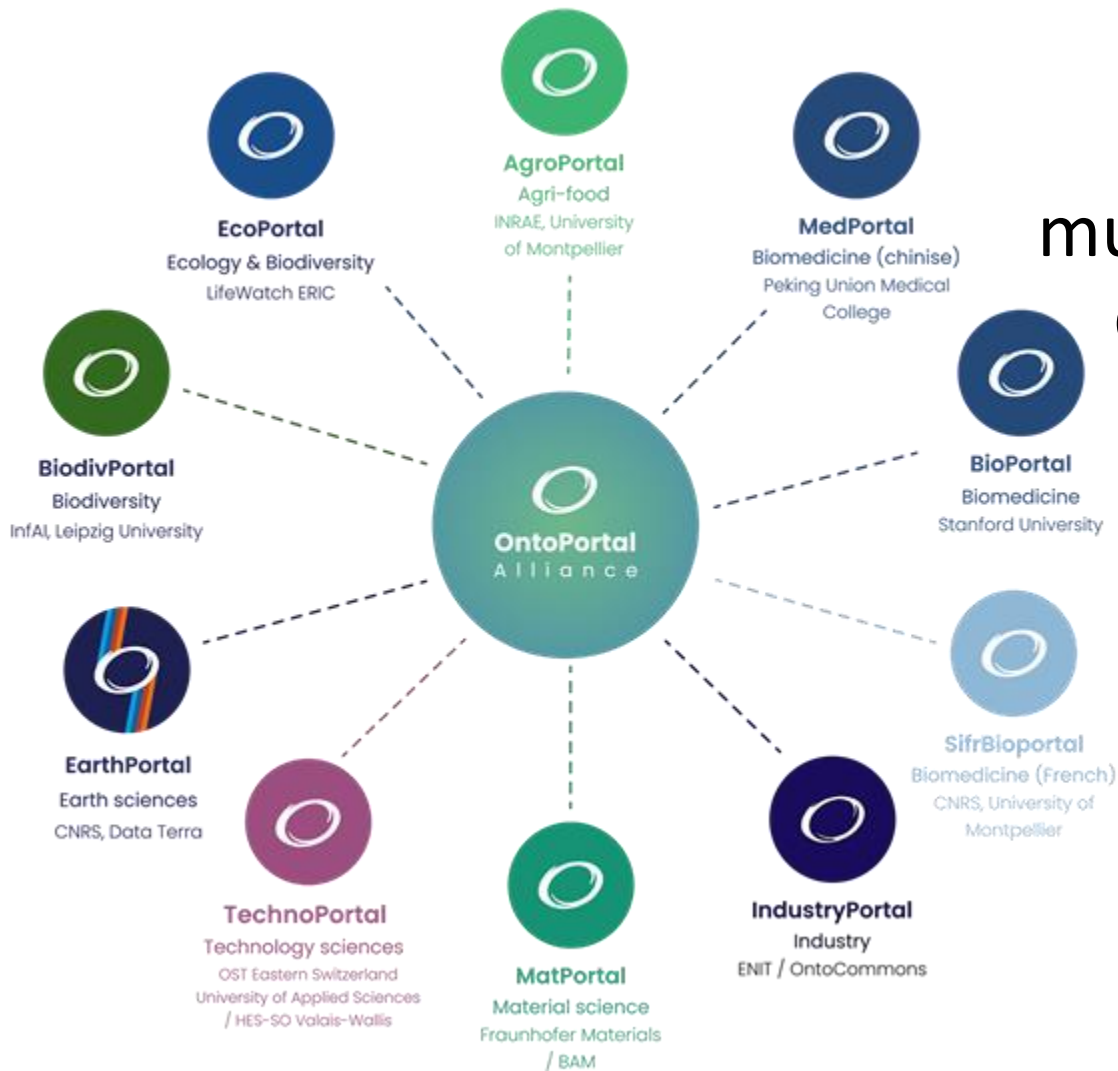 AgroPortal
Agri-food
INRAE, University
of Montpellier
EcoPortal
Ecology & Biodiversity
LifeWatch ERIC
MedPortal
Biomedicine (chinise)
Peking Union Medical
College
mu
BiodivPortal
Biodiversity
InfAI, Leipzig University
BioPortal
Biomedicine
Stanford University
OntoPortal
Alliance
EarthPortal
Earth sciences
CNRS, Data Terra
SifrBioportal
Biomedicine (French)
CNRS, University of
Montpellier
TechnoPortal
Technology sciences
OST Eastern Switzerland
University of Applied Sciences
/ HES-SO Valais-Wallis
MatPortal
Material science
Fraunhofer Materials
/ BAM
IndustryPortal
Industry
ENIT / OntoCommons